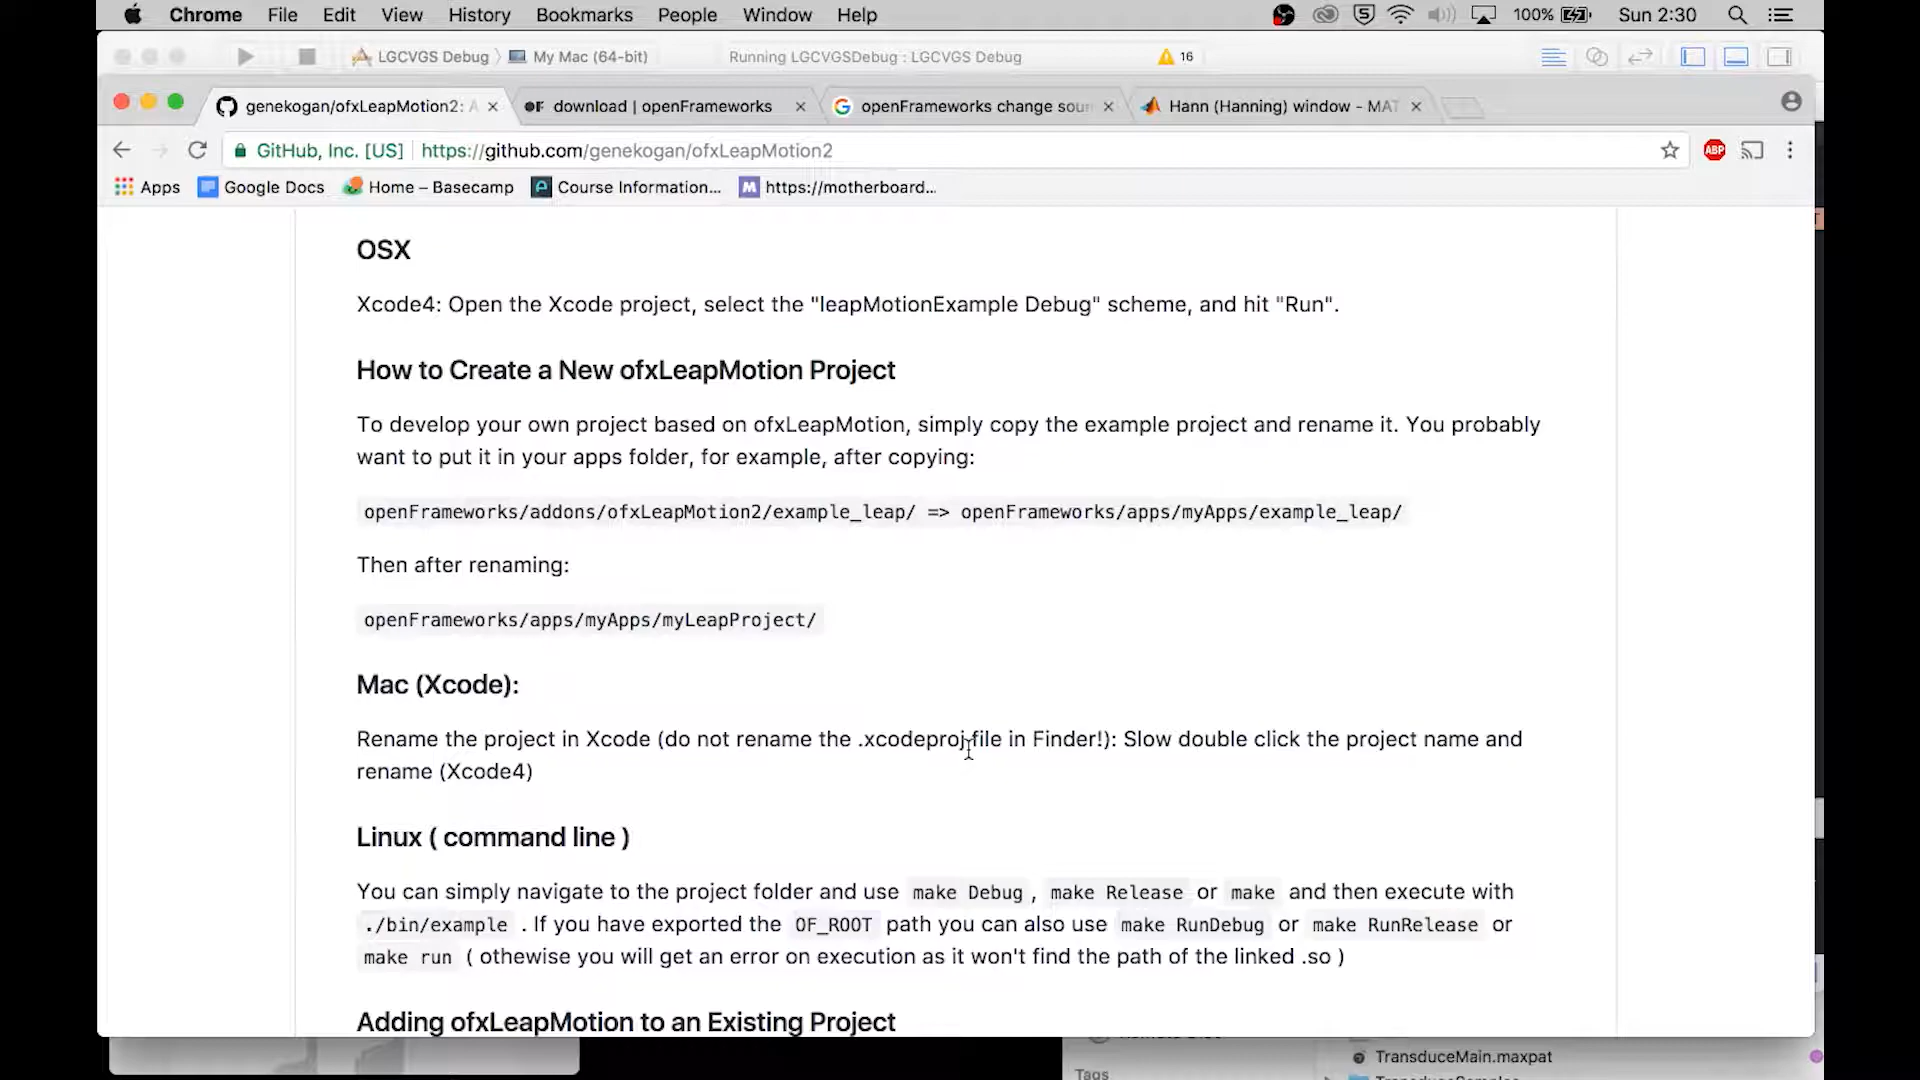 Chrome File Edit View History Bookmarks People Window Help 100% Sun 2:30
LGCVGS Debug My Mac (64-bit) Running LGCVGSDebug : LGCVGS Debug 16
genekogan/ofxLeapMotion2: A download | openFrameworks openFrameworks change soun Hann (Hanning) window - MAT
GitHub, Inc. [US] https://github.com/genekogan/ofxLeapMotion2 ABP
Apps Google Docs Home – Basecamp Course Information... https://motherboard...
OSX
Xcode4: Open the Xcode project, select the "leapMotionExample Debug" scheme, and hit "Run".
How to Create a New ofxLeapMotion Project
To develop your own project based on ofxLeapMotion, simply copy the example project and rename it. You probably
want to put it in your apps folder, for example, after copying:
openFrameworks/addons/ofxLeapMotion2/example_leap/ => openFrameworks/apps/myApps/example_leap/
Then after renaming:
openFrameworks/apps/myApps/myLeapProject/
Mac (Xcode):
Rename the project in Xcode (do not rename the .xcodeproj file in Finder!): Slow double click the project name and
rename (Xcode4)
Linux ( command line )
You can simply navigate to the project folder and use make Debug , make Release or make and then execute with
./bin/example . If you have exported the OF_ROOT path you can also use make RunDebug or make RunRelease or
make run ( othewise you will get an error on execution as it won't find the path of the linked .so )
Adding ofxLeapMotion to an Existing Project
TransduceMain.maxpat
Tags